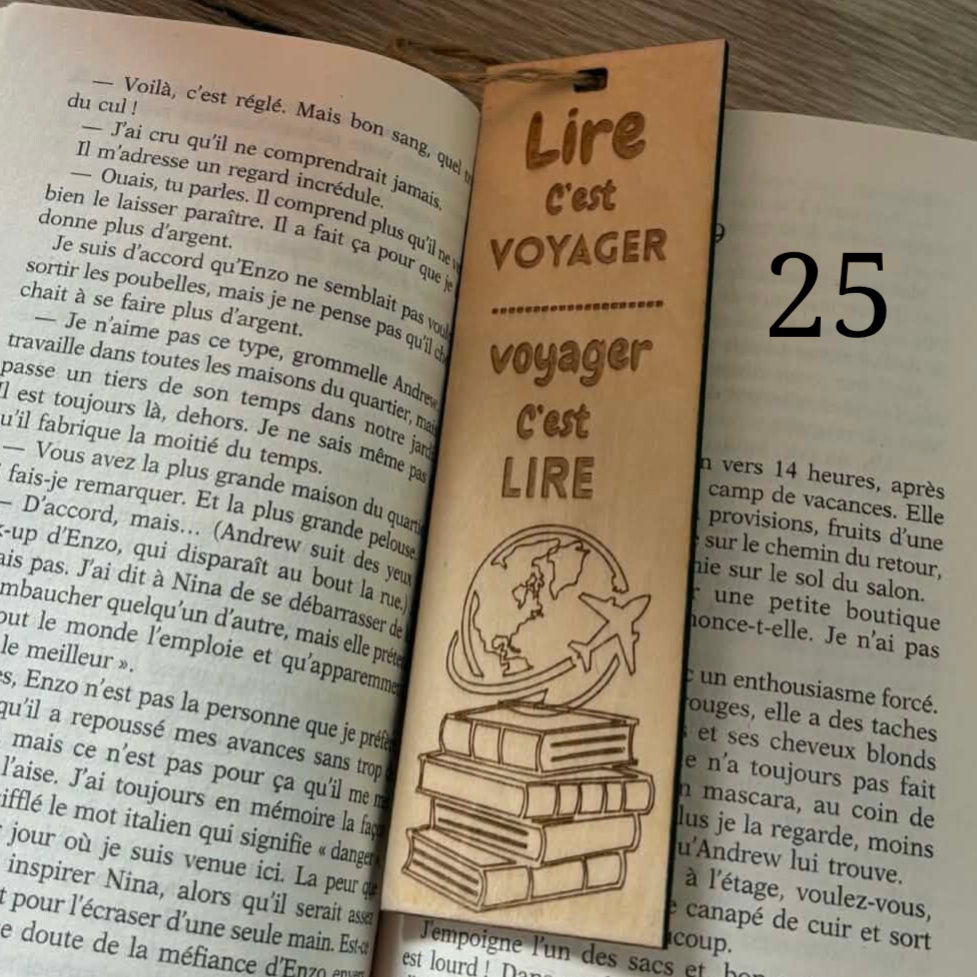 — Voilà, c'est réglé. Mais bon sang, quel
du cul !
— J'ai cru qu'il ne comprendrait jamais.
Il m'adresse un regard incrédule.
— Ouais, tu parles. Il comprend plus qu'il ne
bien le laisser paraître. Il a fait ça pour que je
donne plus d'argent.
Je suis d'accord qu'Enzo ne semblait pas
sortir les poubelles, mais je ne pense pas qu'il
chait à se faire plus d'argent.
— Je n'aime pas ce type, grommelle Andrew.
travaille dans toutes les maisons du quartier, mais
passe un tiers de son temps dans notre
Il est toujours là, dehors. Je ne sais même pas
qu'il fabrique la moitié du temps.
— Vous avez la plus grande maison du
fais-je remarquer. Et la plus grande pelouse.
— D'accord, mais... (Andrew suit des yeux
-up d'Enzo, qui disparaît au bout la rue.)
ais pas. J'ai dit à Nina de se débarrasser de
mbaucher quelqu'un d'autre, mais elle
out le monde l'emploie et
le meilleur ».
es, Enzo n'est pas la personne que je
qu'il a repoussé mes avances sans trop
mais ce n'est pas pour ça qu'il me
l'aise. J'ai toujours en mémoire la
ifflé le mot italien qui signifie « danger
jour où je suis venue ici. La peur
inspirer Nina, alors qu'il serait
t pour l'écraser d'une seule main. Est-ce
e doute de la méfiance d'Enzo
Lire
c'est
VOYAGER
voyager
c'est
LIRE
25
n vers 14 heures, après
camp de vacances. Elle
provisions, fruits d'une
sur le chemin du retour,
nie sur le sol du salon.
une petite boutique
nonce-t-elle. Je n'ai pas
un enthousiasme forcé.
rouges, elle a des taches
et ses cheveux blonds
e n'a toujours pas fait
n mascara, au coin de
lus je la regarde, moins
u'Andrew lui trouve.
à l'étage, voulez-vous,
canapé de cuir et sort
coup.
J'empoigne l'un des sacs et
est lourd !